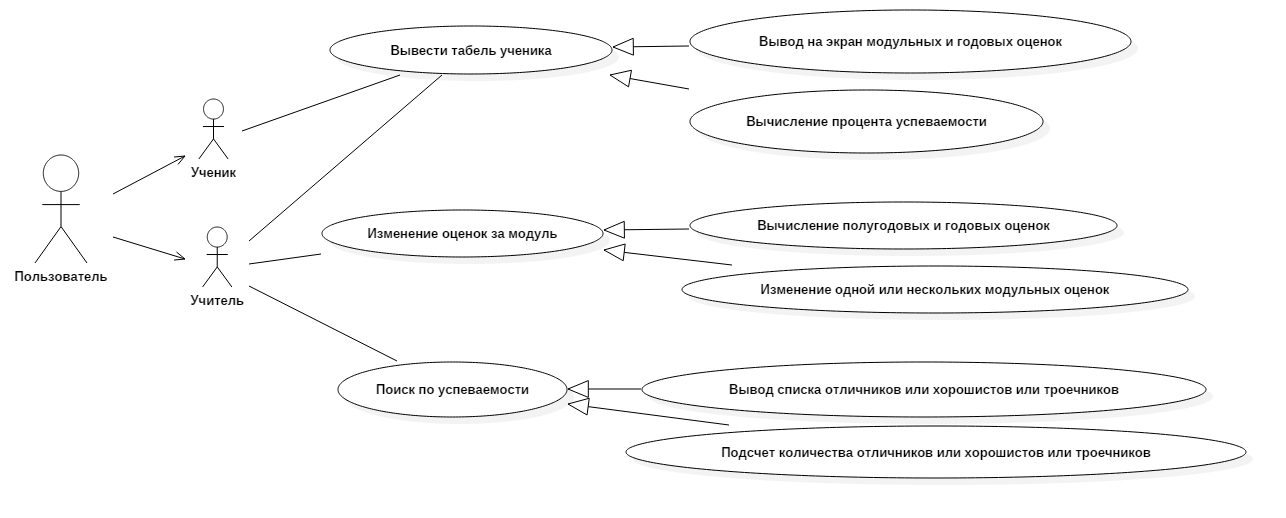 Вывод на экран модульных и годовых оценок
Вывести табель ученика
Вычисление процента успеваемости
Ученик
Вычисление полугодовых и годовых оценок
Изменение оценок за модуль
Пользователь
Учитель
Изменение одной или нескольких модульных оценок
Поиск по успеваемости
Вывод списка отличников или хорошистов или троечников
Подсчет количества отличников или хорошистов или троечников